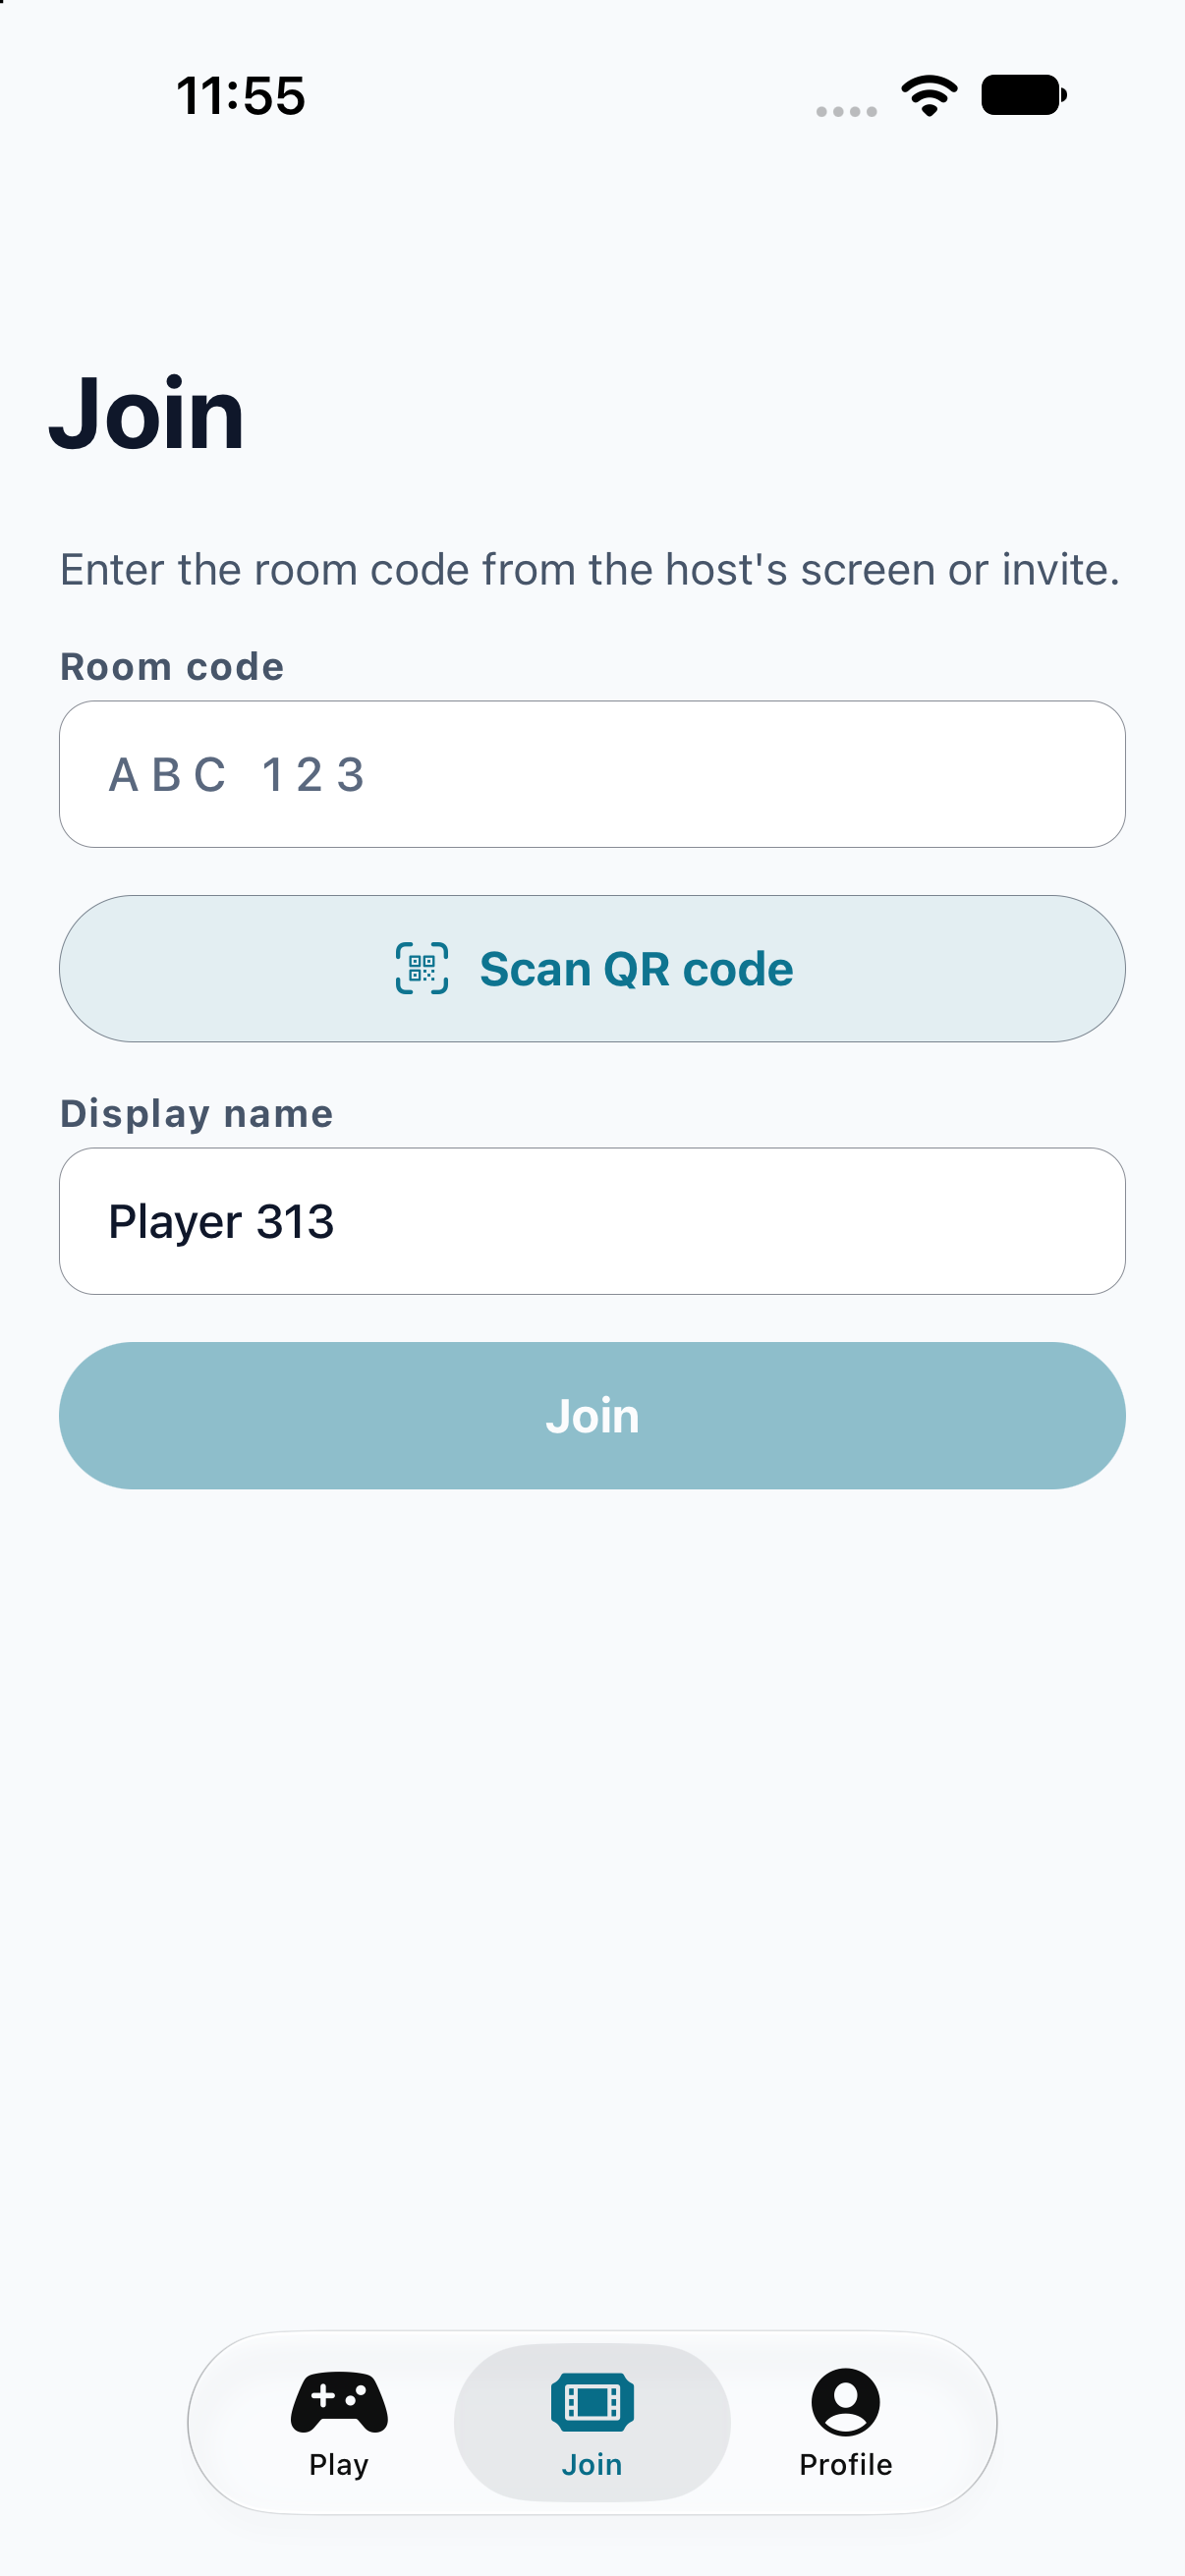 11:55
Join
Enter the room code from the host's screen or invite.
Room code
ABC 123
Scan QR code
Display name
Player 313
Join
Play
Join
Profile